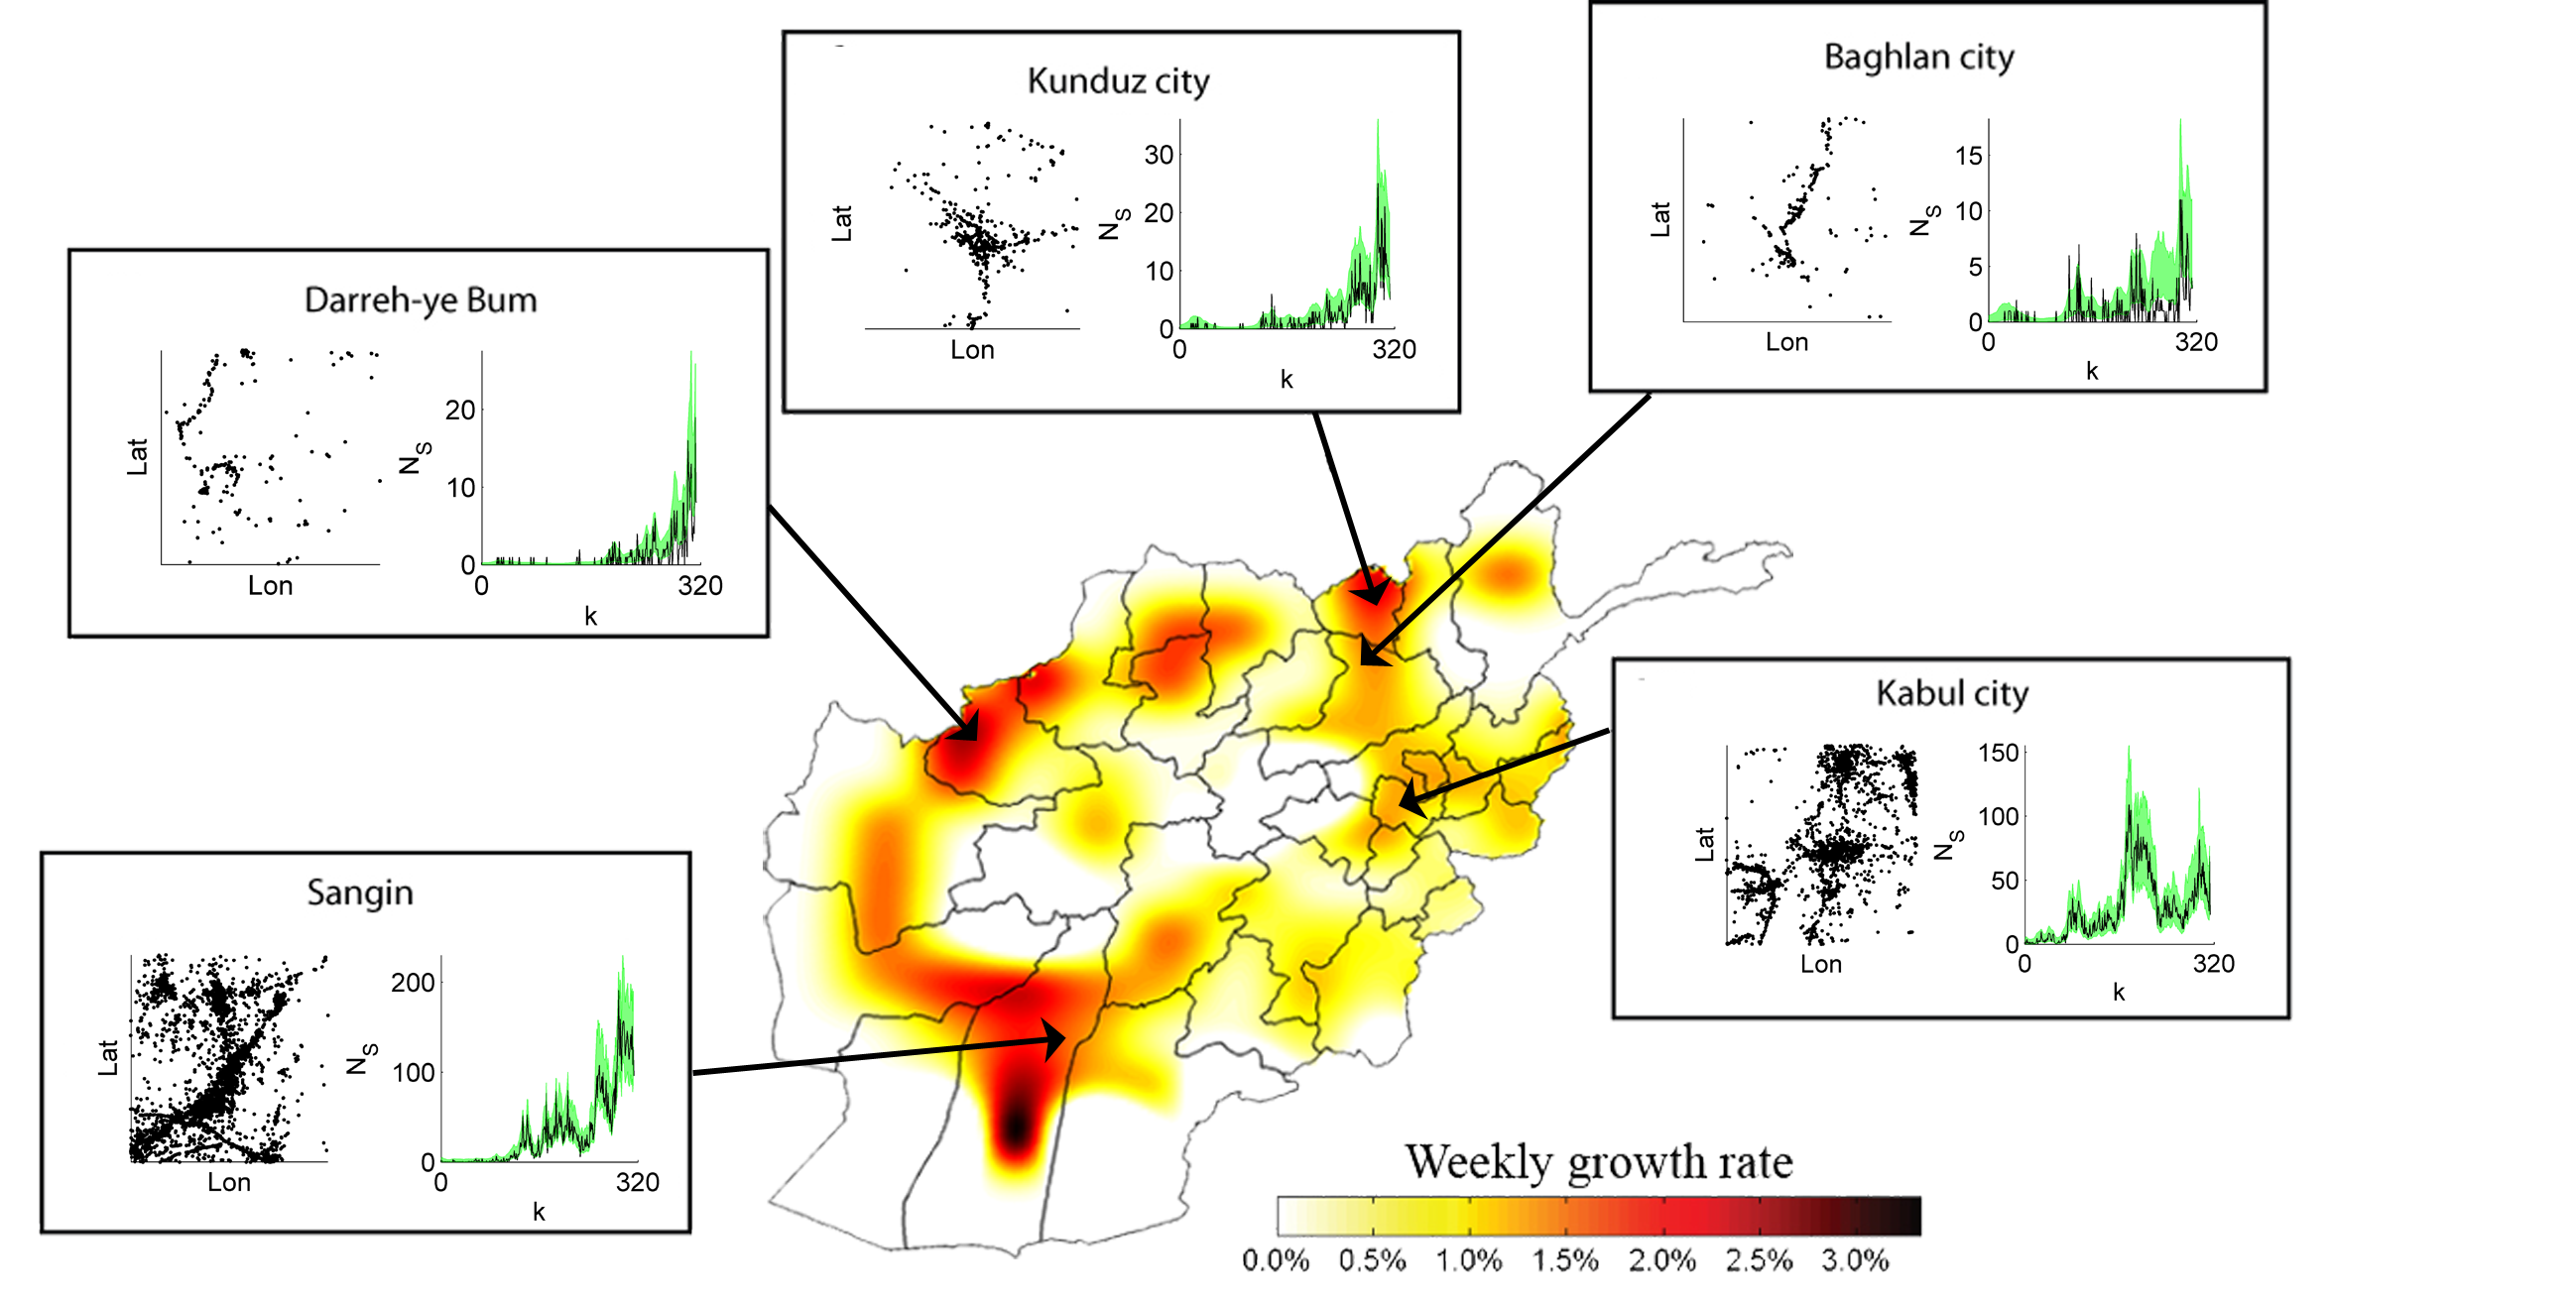 Kunduz city
Lat
Lon
N_S
30
20
10
0
0
320
k
Baghlan city
Lat
Lon
N_S
15
10
5
0
0
320
k
Darreh-ye Bum
Lat
Lon
N_S
20
10
0
0
320
k
Kabul city
Lat
Lon
N_S
150
100
50
0
0
320
k
Sangin
Lat
Lon
N_S
200
100
0
0
320
k
Weekly growth rate
0.0% 0.5% 1.0% 1.5% 2.0% 2.5% 3.0%